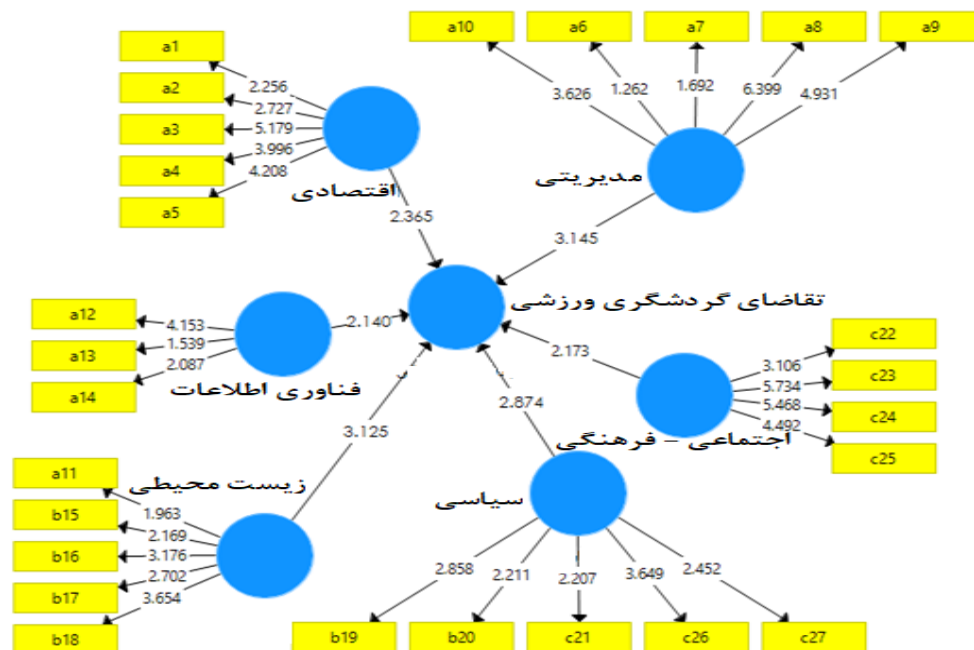 a10
a6
a7
a8
a9
3.626
1.262
1.692
6.399
4.931
مدیریتی
3.145
a1
a2
a3
a4
a5
2.256
2.727
5.179
3.996
4.208
اقتصادی
2.365
تقاضای گردشگری ورزشی
a12
a13
a14
4.153
1.539
2.087
2.140
فناوری اطلاعات
c22
c23
c24
c25
3.106
5.734
5.468
4.492
2.173
اجتماعی - فرهنگی
a11
b15
b16
b17
b18
1.963
2.169
3.176
2.702
3.654
زیست محیطی
3.125
سیاسی
2.874
2.858
2.211
2.207
3.649
2.452
b19
b20
c21
c26
c27